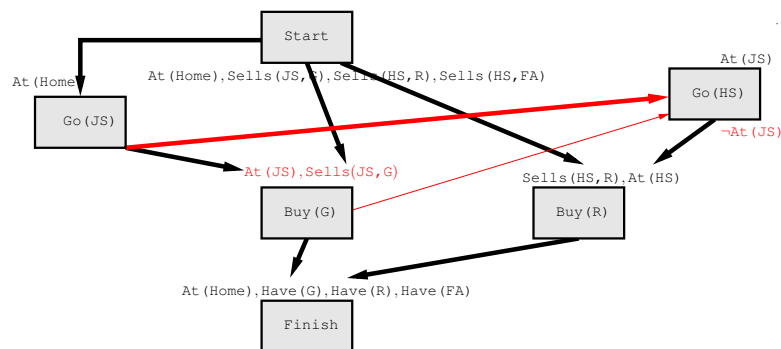 Start
At(Home),Sells(JS,G),Sells(HS,R),Sells(HS,FA)
At(JS)
At(Home)
Go(HS)
Go(JS)
¬At(JS)
At(JS),Sells(JS,G)
Sells(HS,R),At(HS)
Buy(G)
Buy(R)
At(Home),Have(G),Have(R),Have(FA)
Finish